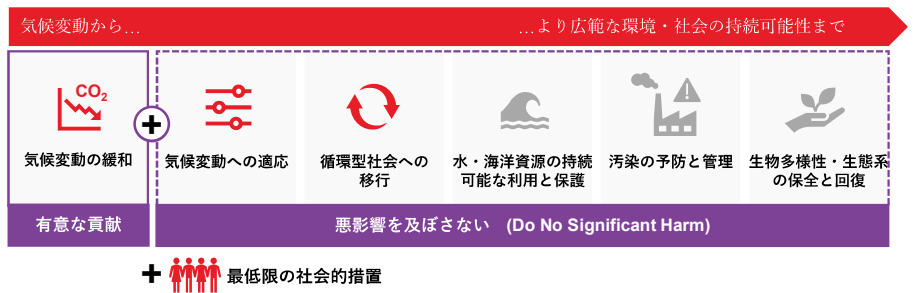 気候変動から… …より広範な環境・社会の持続可能性まで
CO2
気候変動の緩和
+
気候変動への適応
循環型社会への
移行
水・海洋資源の持続
可能な利用と保護
汚染の予防と管理
生物多様性・生態系
の保全と回復
有意な貢献
悪影響を及ぼさない (Do No Significant Harm)
+ 最低限の社会的措置